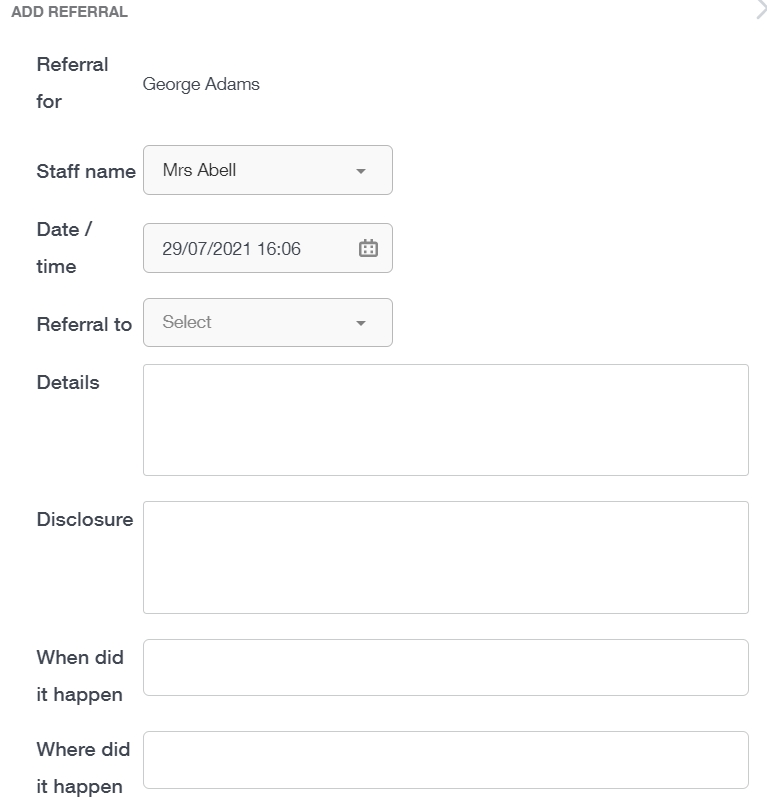 ADD REFERRAL
Referral
for
George Adams
Staff name
Mrs Abell
Date /
time
29/07/2021 16:06
Referral to
Select
Details
Disclosure
When did
it happen
Where did
it happen